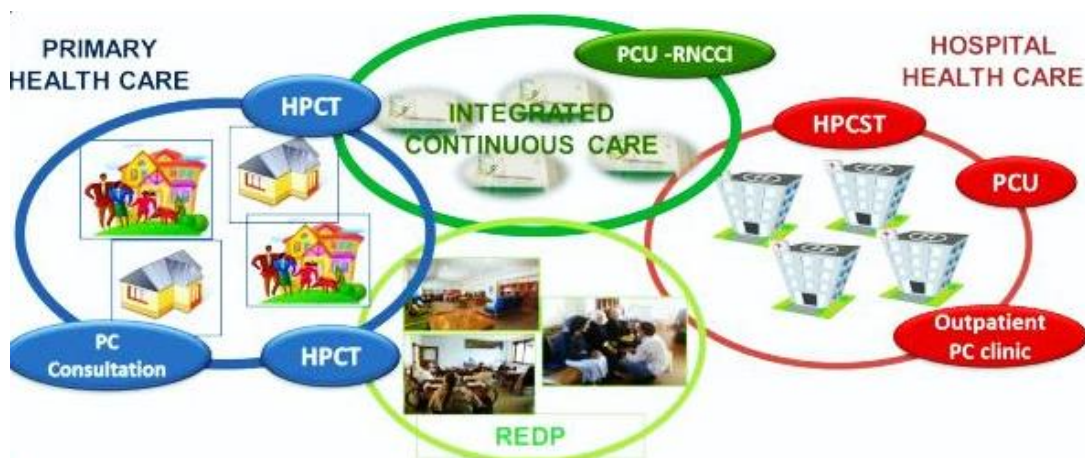 PRIMARY
HEALTH CARE
HPCT
PCU -RNCCI
INTEGRATED
CONTINUOUS CARE
HOSPITAL
HEALTH CARE
HPCST
PCU
PC
Consultation
HPCT
Outpatient
PC clinic
REDP